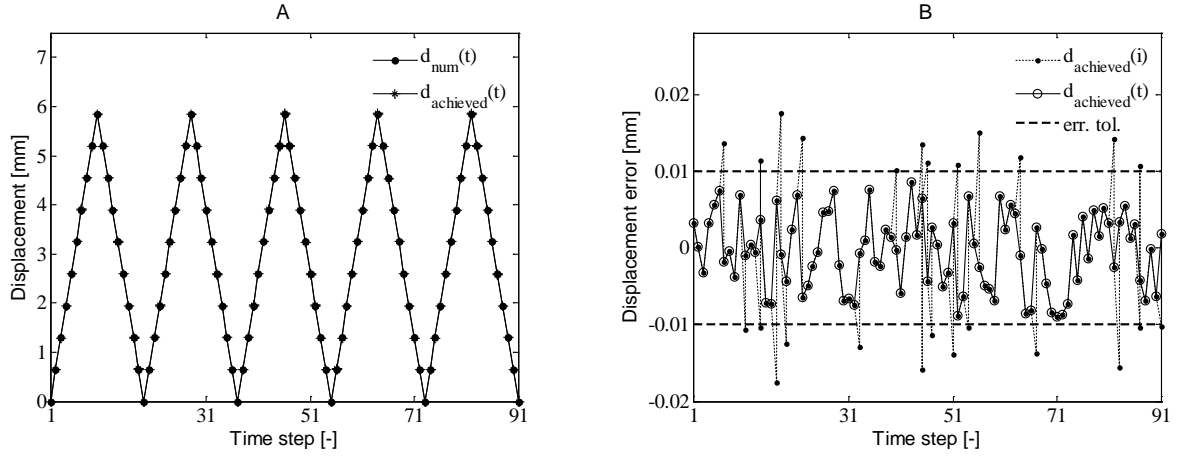 A
Displacement [mm]
7
6
5
4
3
2
1
0
d_num(t)
d_achieved(t)
1 31 51 71 91
Time step [-]
B
Displacement error [mm]
0.02
0.01
0
-0.01
-0.02
d_achieved(i)
d_achieved(t)
err. tol.
1 31 51 71 91
Time step [-]